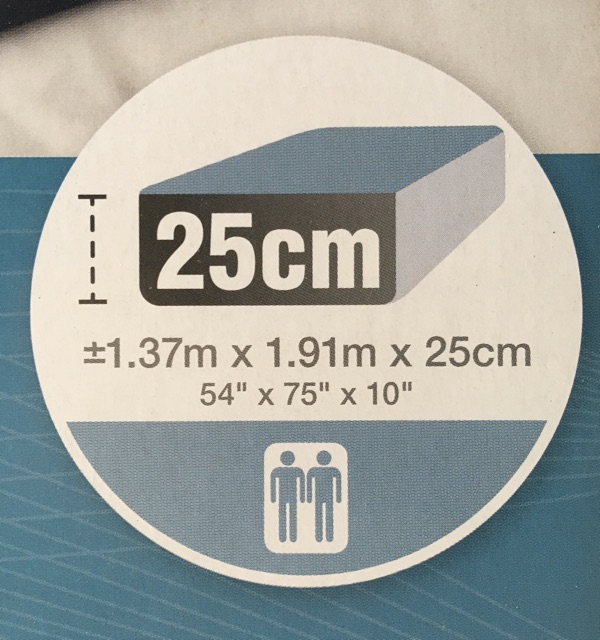 25cm
±1.37m x 1.91m x 25cm
54" x 75" x 10"